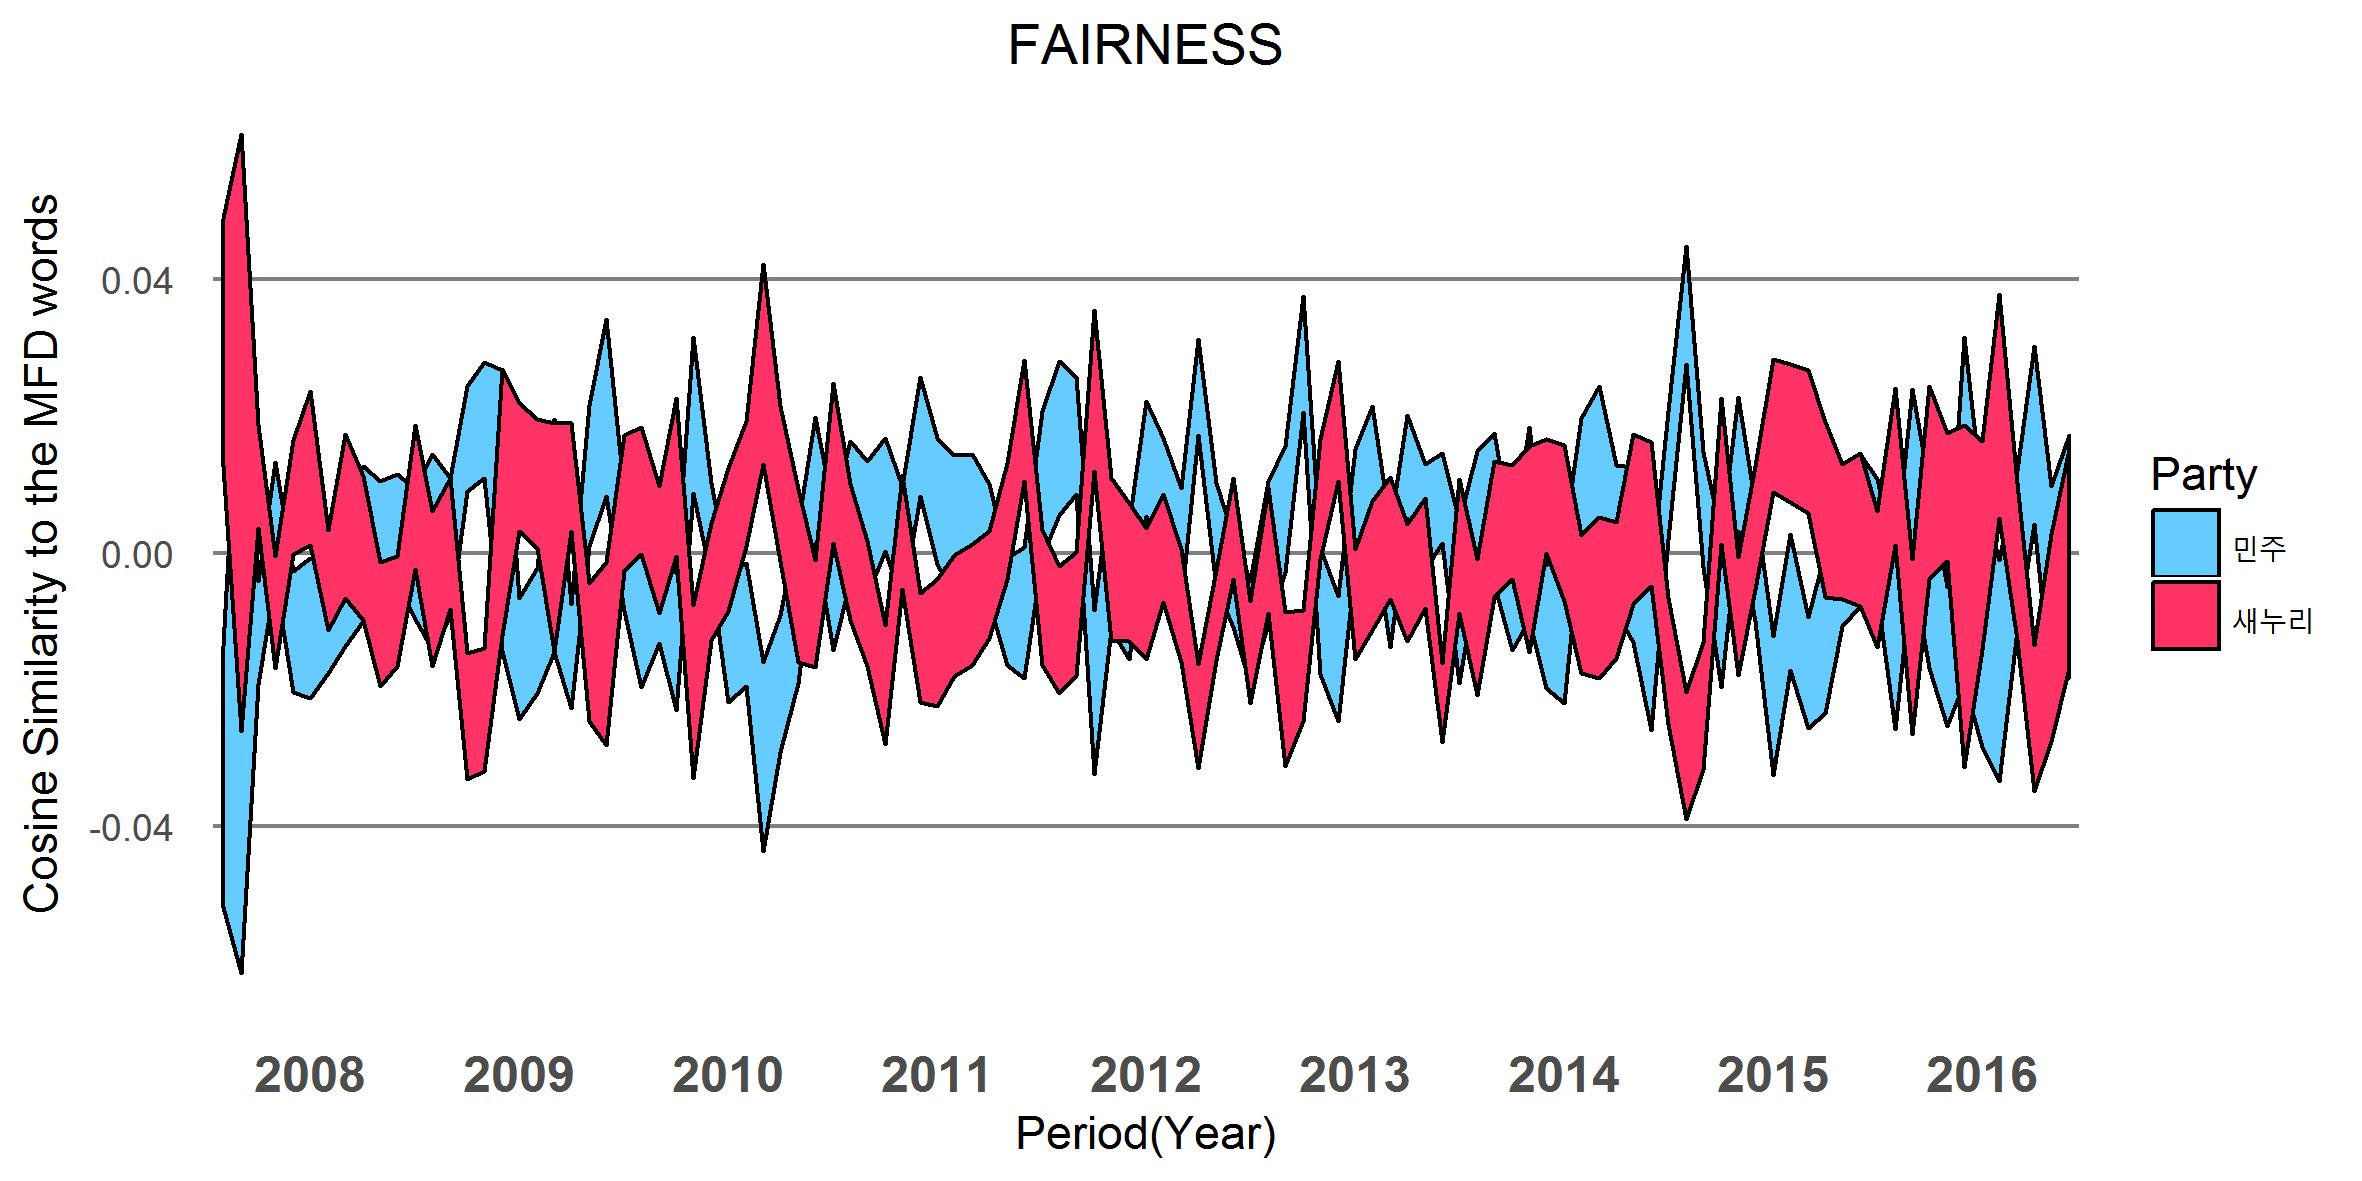 FAIRNESS
Cosine Similarity to the MFD words
0.04
0.00
-0.04
2008 2009 2010 2011 2012 2013 2014 2015 2016
Period(Year)
Party
민주
새누리